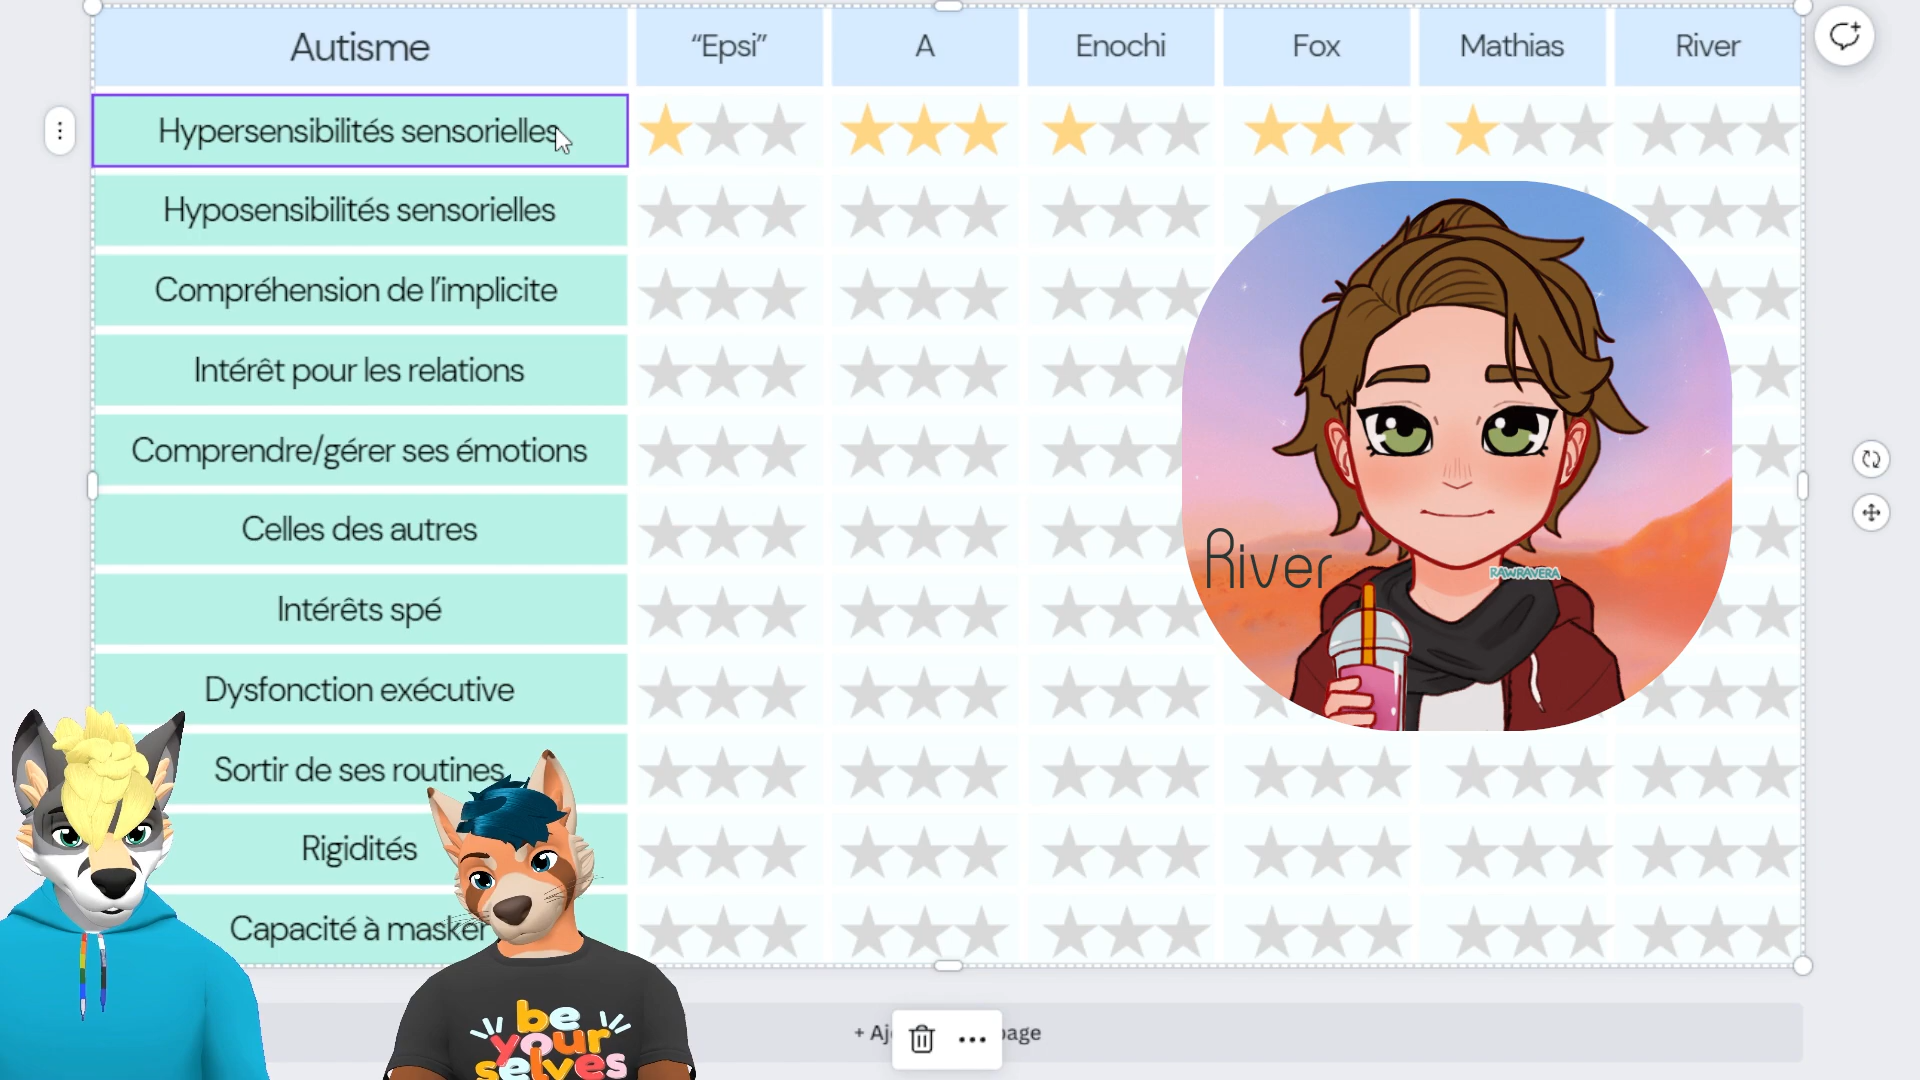 Autisme “Epsi” A Enochi Fox Mathias River
Hypersensibilités sensorielles
Hyposensibilités sensorielles
Compréhension de l’implicite
Intérêt pour les relations
Comprendre/gérer ses émotions
Celles des autres
Intérêts spé
Dysfonction exécutive
Sortir de ses routines
Rigidités
Capacité à masker
River
RAWRAVERA
be
your
selves
+ Aj page